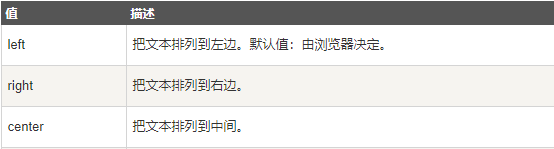 值 描述
left 把文本排列到左边。默认值：由浏览器决定。
right 把文本排列到右边。
center 把文本排列到中间。